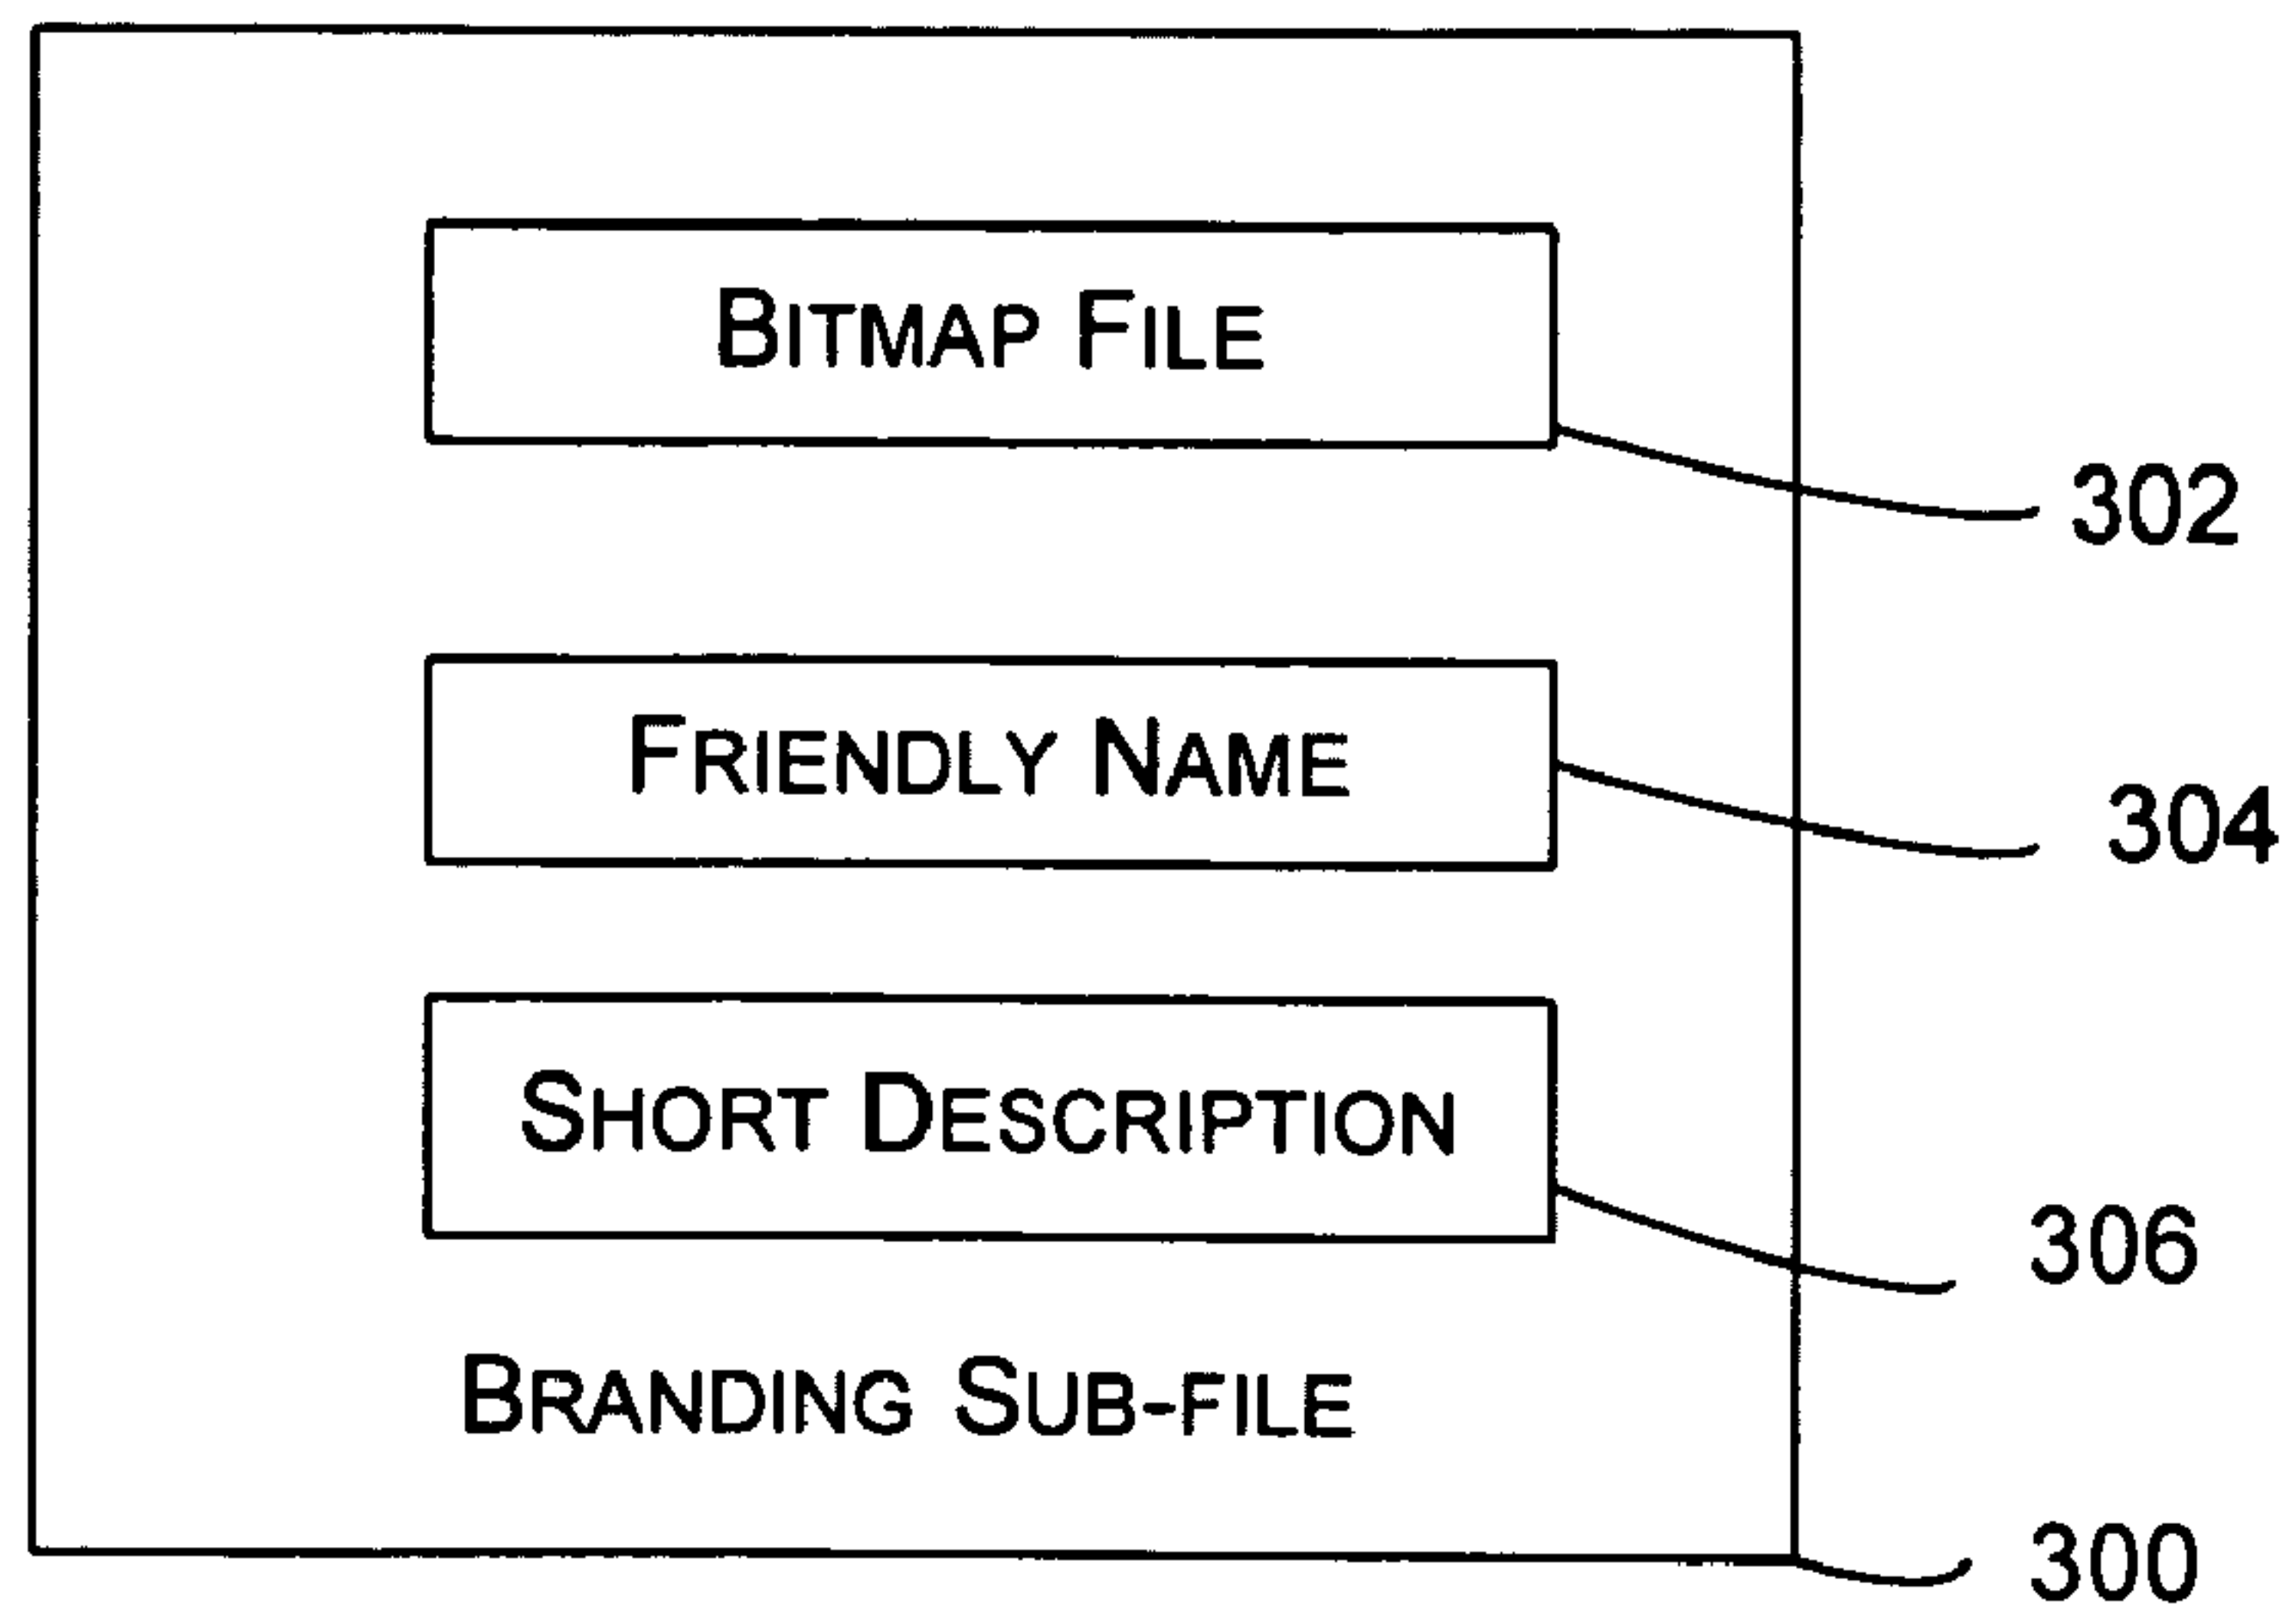 BITMAP FILE
302
FRIENDLY NAME
304
SHORT DESCRIPTION
306
BRANDING SUB-FILE
300